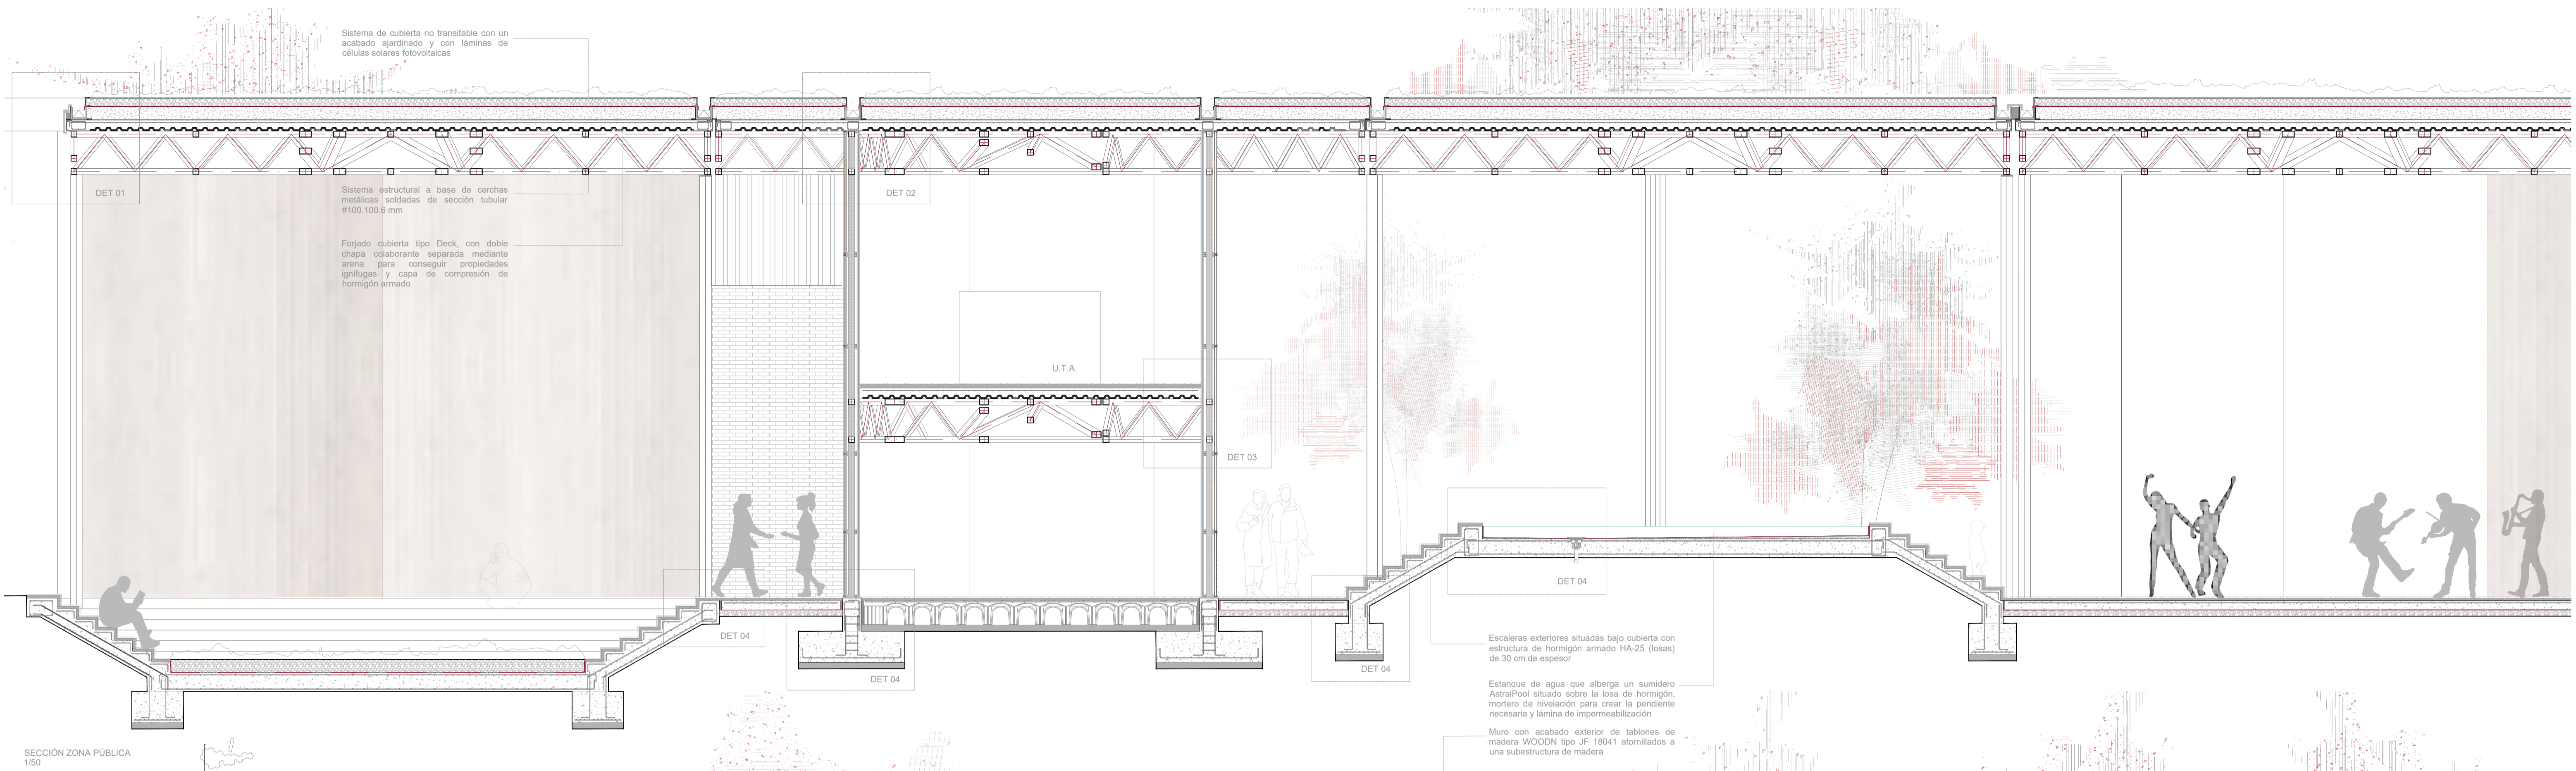 Sistema de cubierta no transitable con un
acabado ajardinado y con láminas de
células solares fotovoltaicas
DET 01
DET 02
Sistema estructural a base de cerchas
metálicas soldadas de sección tubular
#100.100.6 mm
Forjado cubierta tipo Deck, con doble
chapa colaborante separada mediante
arena para conseguir propiedades
ignífugas y capa de compresión de
hormigón armado
U.T.A.
DET 03
DET 04
DET 04
DET 04
DET 04
Escaleras exteriores situadas bajo cubierta con
estructura de hormigón armado HA-25 (losas)
de 30 cm de espesor
Estanque de agua que alberga un sumidero
AstralPool situado sobre la losa de hormigón,
mortero de nivelación para crear la pendiente
necesaria y lámina de impermeabilización
Muro con acabado exterior de tablones de
madera WOODN tipo JF 18041 atornillados a
una subestructura de madera
SECCIÓN ZONA PÚBLICA
1/50